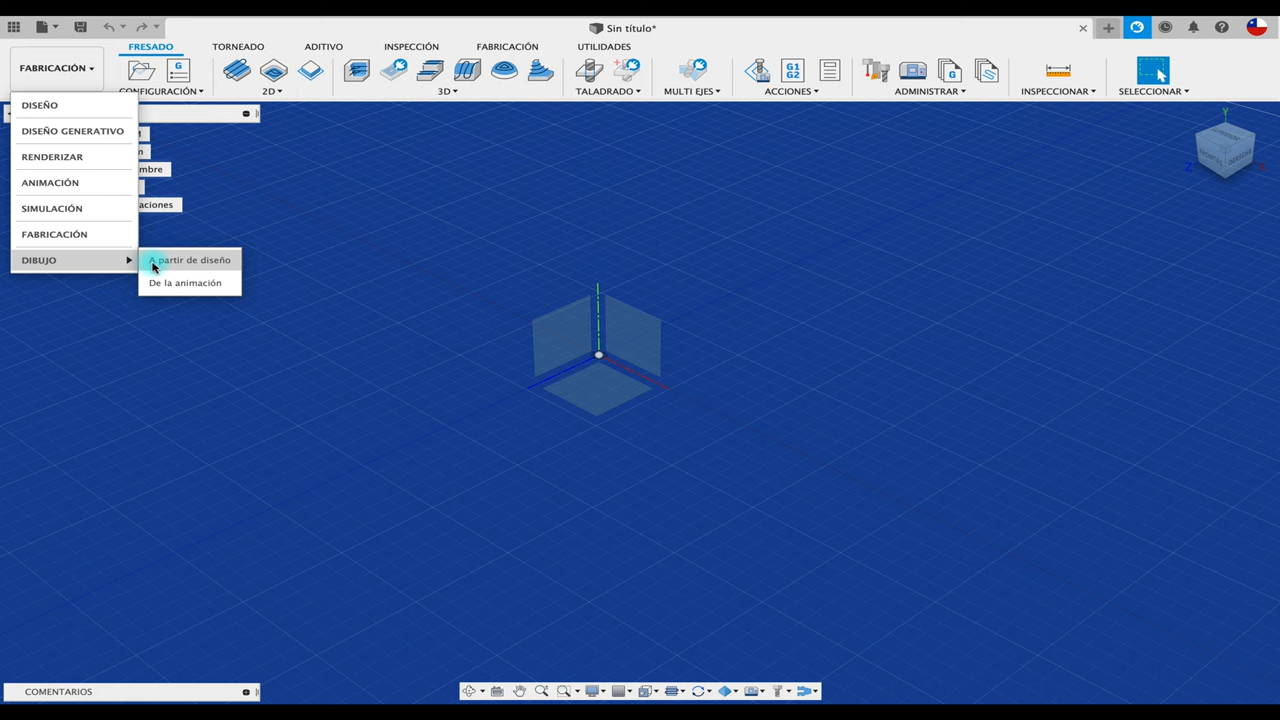 Sin título*
FABRICACIÓN
FRESADO
TORNEADO
ADITIVO
INSPECCIÓN
FABRICACIÓN
UTILIDADES
G1
G2
CONFIGURACIÓN
2D
3D
TALADRADO
MULTI EJES
ACCIONES
ADMINISTRAR
INSPECCIONAR
SELECCIONAR
DISEÑO
DISEÑO GENERATIVO
RENDERIZAR
ANIMACIÓN
SIMULACIÓN
FABRICACIÓN
DIBUJO
A partir de diseño
De la animación
mbre
aciones
Y
Z
FRONTAL
DERECHO
COMENTARIOS